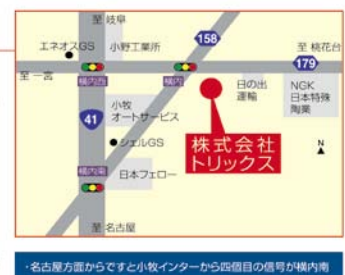 至 岐阜
エネオスGS
小野工業所
158
至 桃花台
179
至 一宮
横内西
横内
日の出
運輸
NGK
日本特殊
陶業
小牧
オートサービス
41
シェルGS
株式会社
トリックス
N
横内南
日本フェロー
至 名古屋
・名古屋方面からですと小牧インターから四個目の信号が横内南